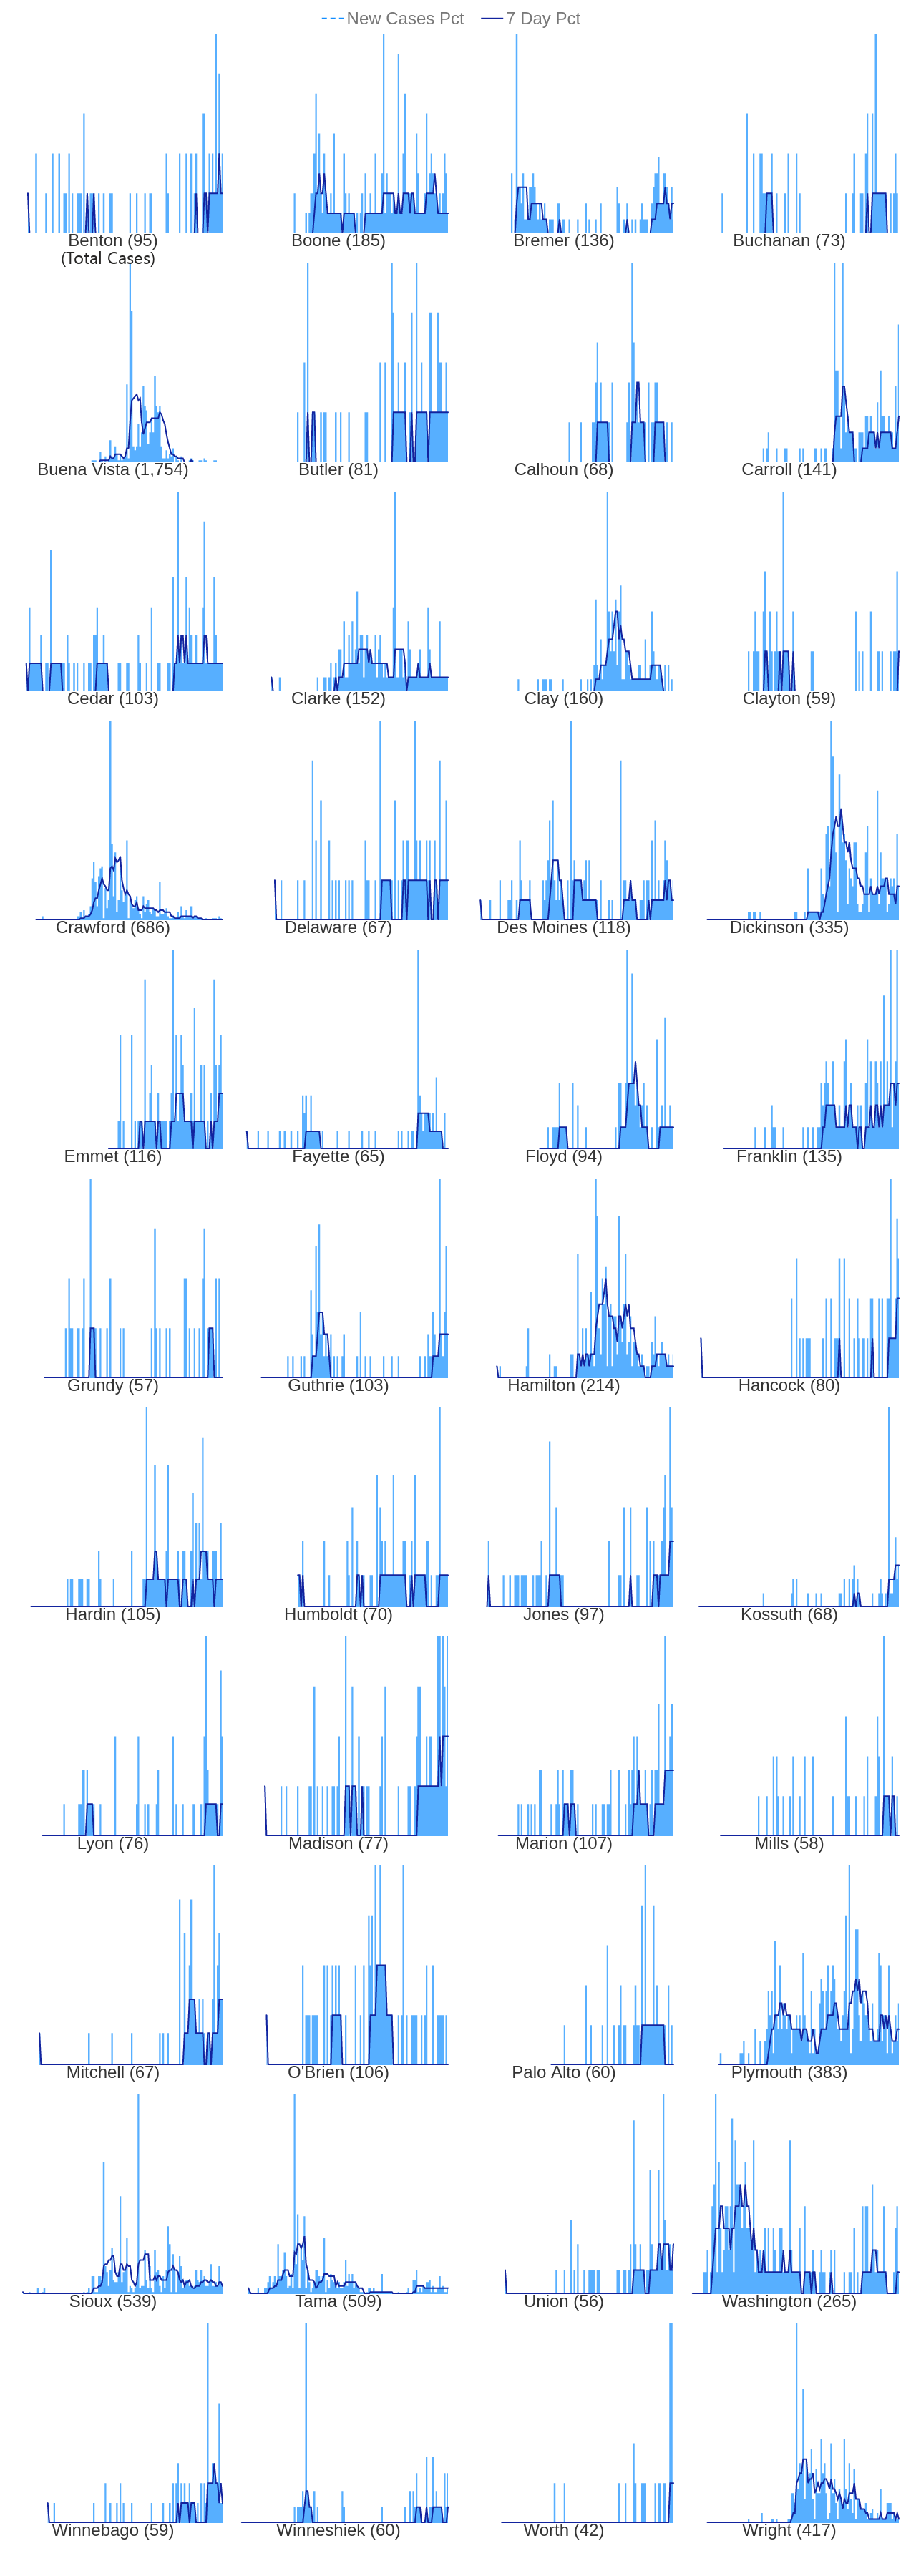 New Cases Pct 7 Day Pct
Benton (95) Boone (185) Bremer (136) Buchanan (73)
(Total Cases)
Buena Vista (1,754) Butler (81) Calhoun (68) Carroll (141)
Cedar (103) Clarke (152) Clay (160) Clayton (59)
Crawford (686) Delaware (67) Des Moines (118) Dickinson (335)
Emmet (116) Fayette (65) Floyd (94) Franklin (135)
Grundy (57) Guthrie (103) Hamilton (214) Hancock (80)
Hardin (105) Humboldt (70) Jones (97) Kossuth (68)
Lyon (76) Madison (77) Marion (107) Mills (58)
Mitchell (67) O'Brien (106) Palo Alto (60) Plymouth (383)
Sioux (539) Tama (509) Union (56) Washington (265)
Winnebago (59) Winneshiek (60) Worth (42) Wright (417)